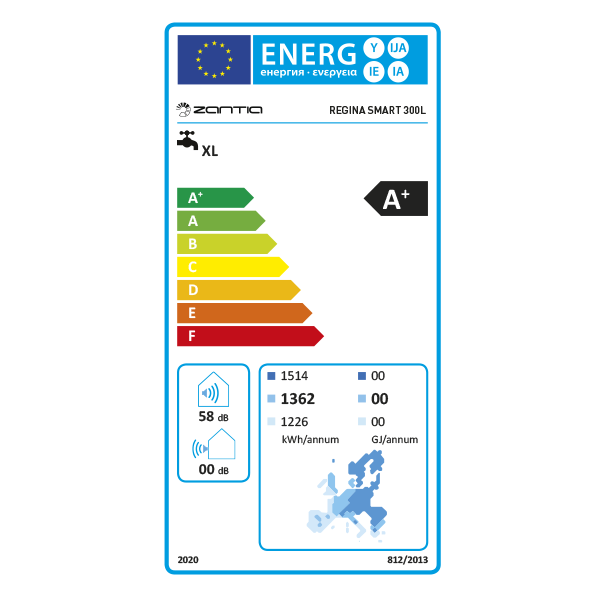 ENERG Y IJA
енергия · ενεργεια IE IA
ZANTIA REGINA SMART 300L
XL
A+
A+
A
B
C
D
E
F
58 dB
00 dB
1514 00
1362 00
1226 00
kWh/annum GJ/annum
2020 812/2013